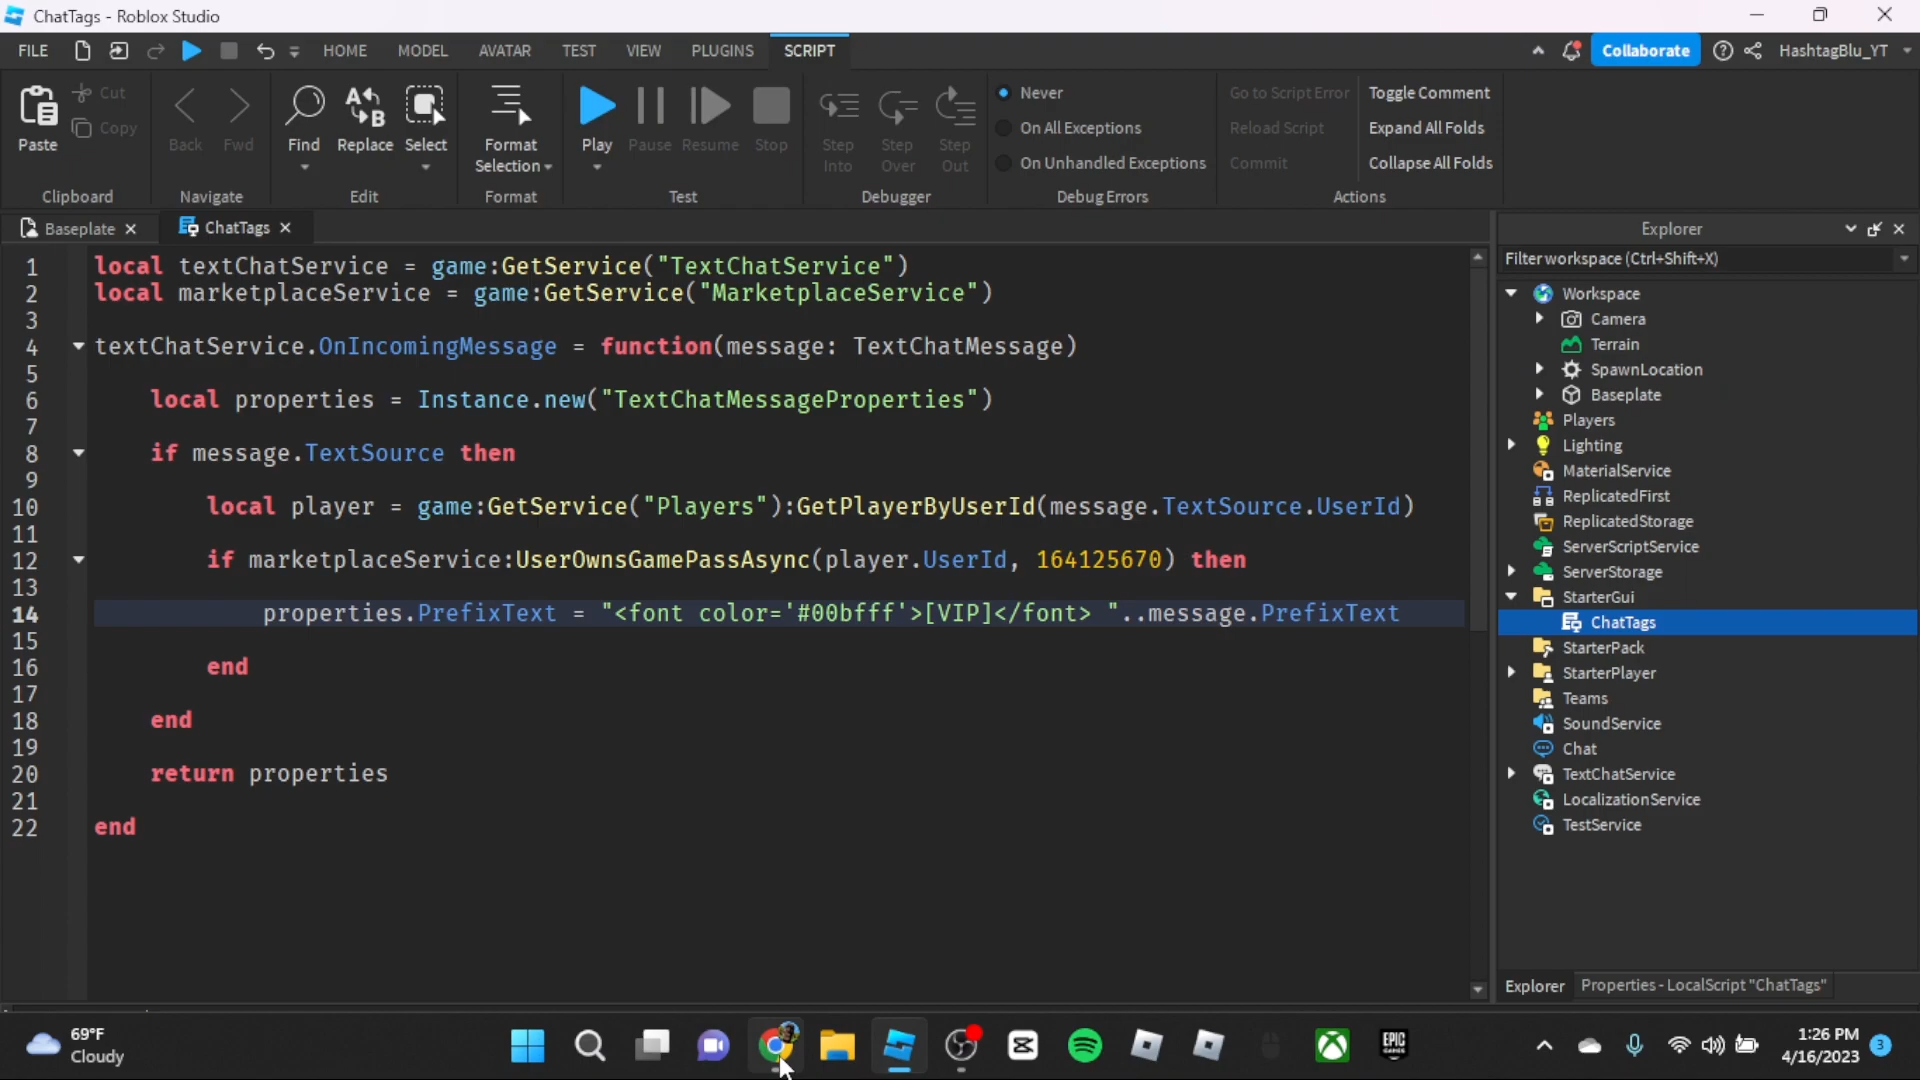 ChatTags - Roblox Studio
FILE HOME MODEL AVATAR TEST VIEW PLUGINS SCRIPT Collaborate HashtagBlu_YT
Paste Cut Copy
Clipboard
Back Fwd
Navigate
Find Replace Select
Edit
Format Selection
Format
Play Pause Resume Stop
Test
Step Into Step Over Step Out
Debugger
Never
On All Exceptions
On Unhandled Exceptions
Debug Errors
Go to Script Error
Reload Script
Commit
Toggle Comment
Expand All Folds
Collapse All Folds
Actions
Baseplate ChatTags
1 local textChatService = game:GetService("TextChatService")
2 local marketplaceService = game:GetService("MarketplaceService")
3
4 textChatService.OnIncomingMessage = function(message: TextChatMessage)
5
6 local properties = Instance.new("TextChatMessageProperties")
7
8 if message.TextSource then
9
10 local player = game:GetService("Players"):GetPlayerByUserId(message.TextSource.UserId)
11
12 if marketplaceService:UserOwnsGamePassAsync(player.UserId, 164125670) then
13
14 properties.PrefixText = "<font color='#00bfff'>[VIP]</font> "..message.PrefixText
15
16 end
17
18 end
19
20 return properties
21
22 end
Explorer
Filter workspace (Ctrl+Shift+X)
Workspace
Camera
Terrain
SpawnLocation
Baseplate
Players
Lighting
MaterialService
ReplicatedFirst
ReplicatedStorage
ServerScriptService
ServerStorage
StarterGui
ChatTags
StarterPack
StarterPlayer
Teams
SoundService
Chat
TextChatService
LocalizationService
TestService
Explorer Properties - LocalScript "ChatTags"
69°F
Cloudy
EPIC GAMES
1:26 PM
4/16/2023
3